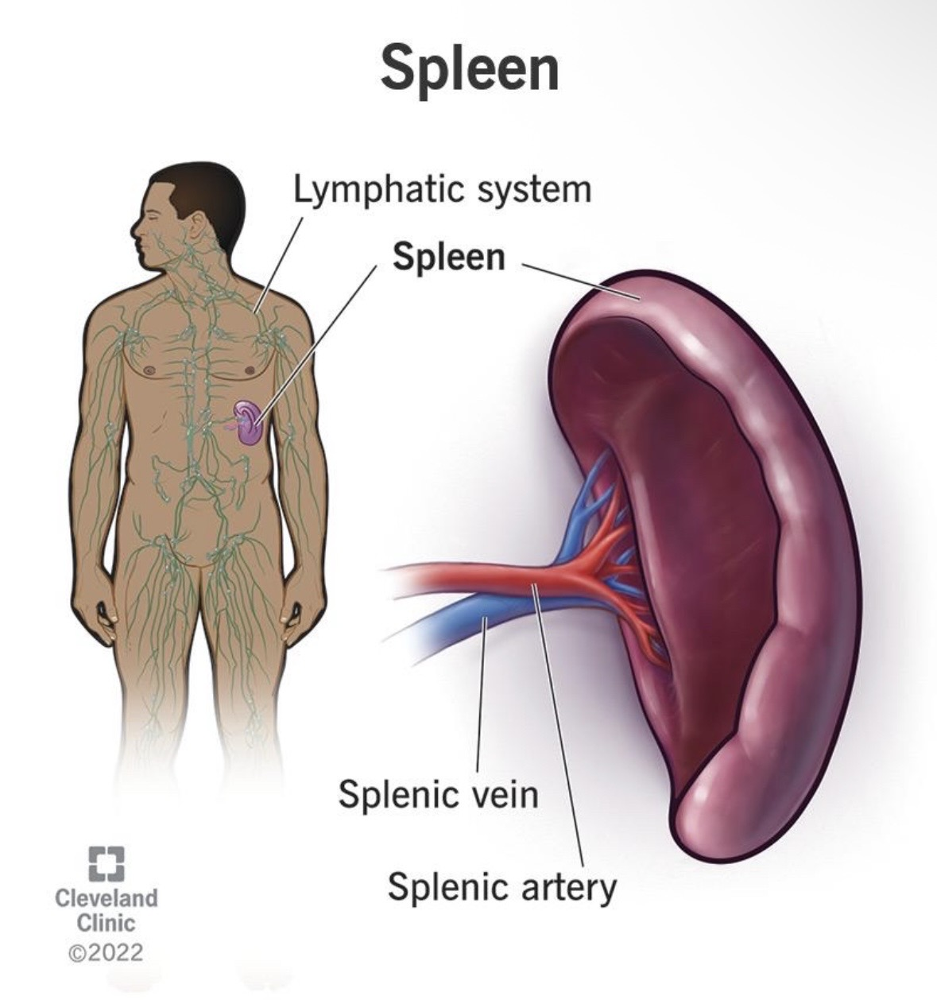 Spleen
Lymphatic system
Spleen
Splenic vein
Splenic artery
Cleveland
Clinic
©2022